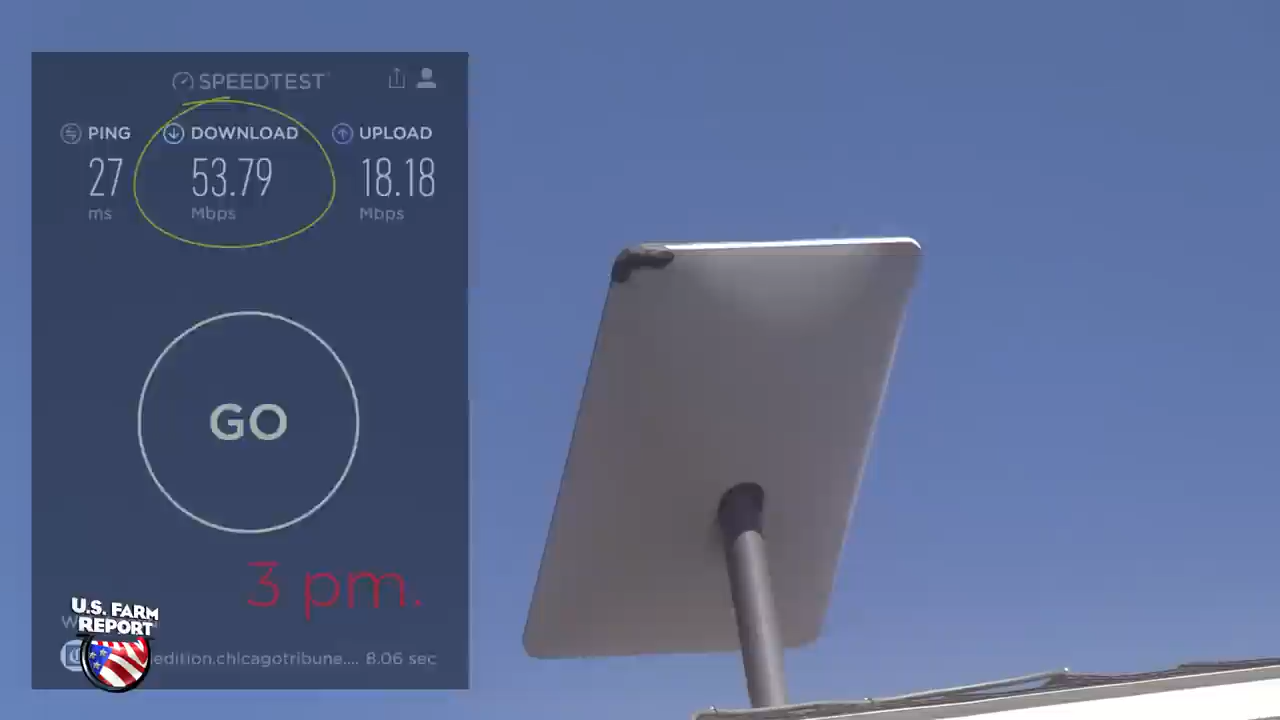 SPEEDTEST
PING DOWNLOAD UPLOAD
27 53.79 18.18
ms Mbps Mbps
GO
3 pm.
U.S. FARM
REPORT
edition.chicagotribune.... 8.06 sec